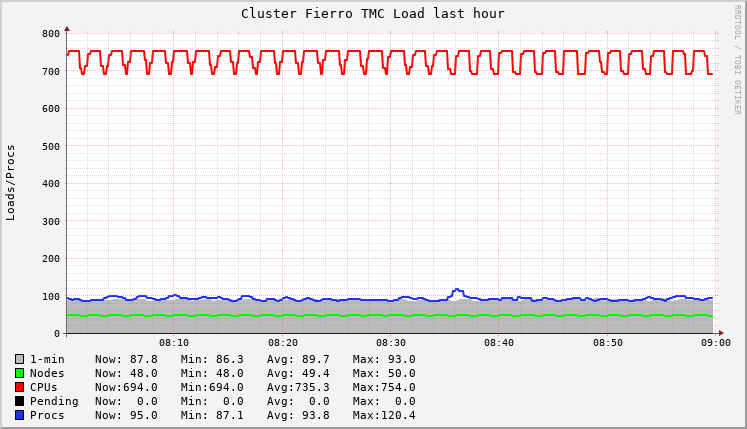 Cluster Fierro TMC Load last hour
RRDTOOL / TOBI OETIKER
Loads/Procs
800
700
600
500
400
300
200
100
0
08:10 08:20 08:30 08:40 08:50 09:00
1-min Now: 87.8 Min: 86.3 Avg: 89.7 Max: 93.0
Nodes Now: 48.0 Min: 48.0 Avg: 49.4 Max: 50.0
CPUs Now:694.0 Min:694.0 Avg:735.3 Max:754.0
Pending Now: 0.0 Min: 0.0 Avg: 0.0 Max: 0.0
Procs Now: 95.0 Min: 87.1 Avg: 93.8 Max:120.4